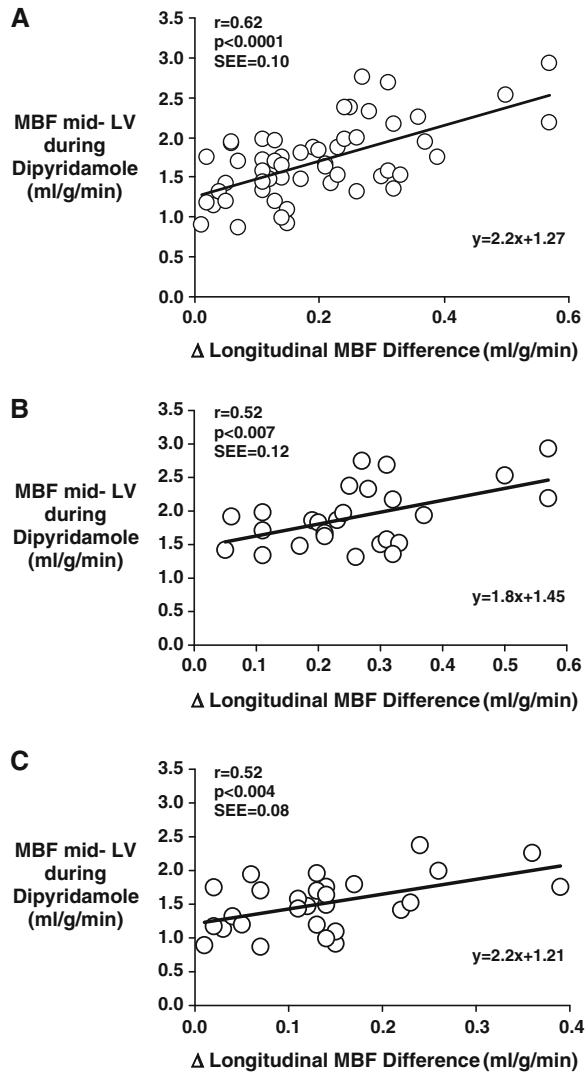 A
r=0.62
p<0.0001
SEE=0.10
MBF mid- LV
during
Dipyridamole
(ml/g/min)
3.5
3.0
2.5
2.0
1.5
1.0
0.5
0.0
y=2.2x+1.27
0.0 0.2 0.4 0.6
Δ Longitudinal MBF Difference (ml/g/min)
B
r=0.52
p<0.007
SEE=0.12
MBF mid- LV
during
Dipyridamole
(ml/g/min)
3.5
3.0
2.5
2.0
1.5
1.0
0.5
0.0
y=1.8x+1.45
0.0 0.1 0.2 0.3 0.4 0.5 0.6
Δ Longitudinal MBF Difference (ml/g/min)
C
r=0.52
p<0.004
SEE=0.08
MBF mid- LV
during
Dipyridamole
(ml/g/min)
3.5
3.0
2.5
2.0
1.5
1.0
0.5
0.0
y=2.2x+1.21
0.0 0.1 0.2 0.3 0.4
Δ Longitudinal MBF Difference (ml/g/min)